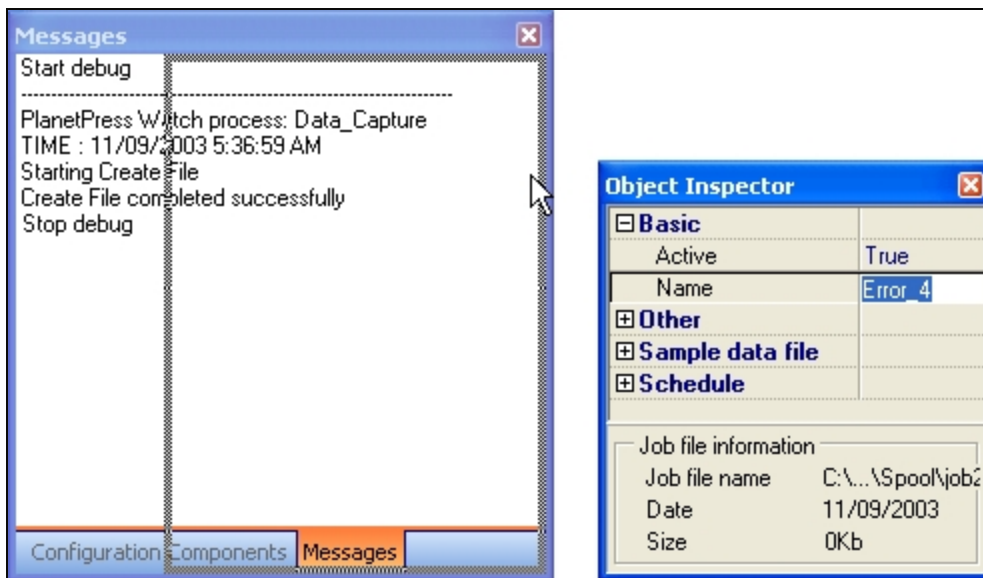 Messages
Start debug
PlanetPress Watch process: Data_Capture
TIME : 11/09/2003 5:36:59 AM
Starting Create File
Create File completed successfully
Stop debug
Configuration Components Messages
Object Inspector
Basic
Active True
Name Error_4
Other
Sample data file
Schedule
Job file information
Job file name C:\...\Spool\job2
Date 11/09/2003
Size 0Kb